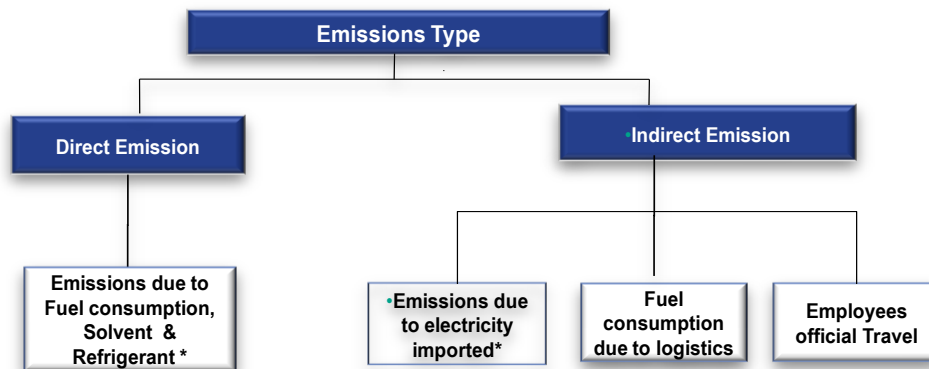 Emissions Type
Direct Emission
•Indirect Emission
Emissions due to
Fuel consumption,
Solvent &
Refrigerant *
•Emissions due
to electricity
imported*
Fuel
consumption
due to logistics
Employees
official Travel